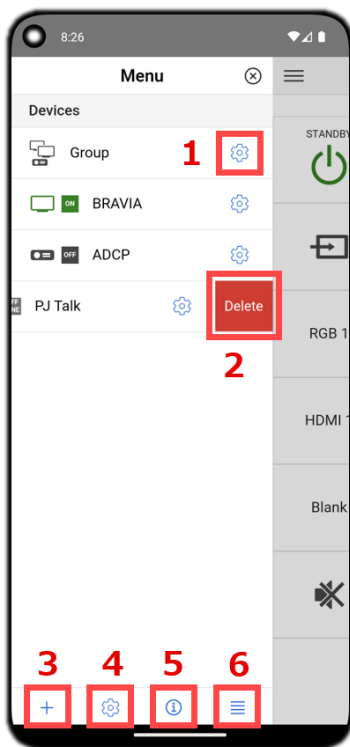 8:26
Menu
Devices
STANDBY
Group
1
ON
BRAVIA
OFF
ADCP
PJ Talk
Delete
2
RGB 1
HDMI 1
Blank
3
4
5
6